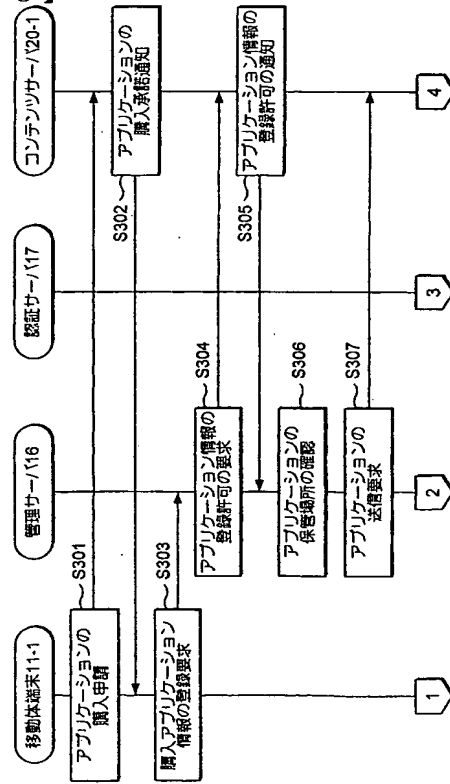 移動体端末11-1
管理サーバ16
認証サーバ17
コンテンツサーバ20-1
アプリケーションの
購入申請
S301
アプリケーションの
購入承諾通知
S302
購入アプリケーション
情報の登録要求
S303
アプリケーション情報の
登録許可の要求
S304
アプリケーション情報の
登録許可の通知
S305
アプリケーションの
保管場所の確認
S306
アプリケーションの
送信要求
S307
1
2
3
4